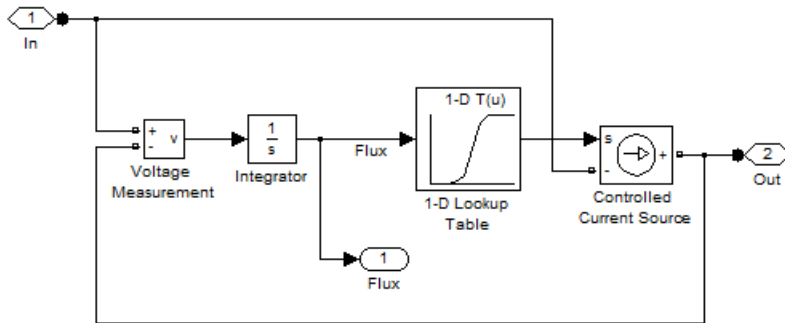 1
In
+
-
v
Voltage
Measurement
1
s
Integrator
Flux
1
Flux
1-D T(u)
1-D Lookup
Table
s
-
+
Controlled
Current Source
2
Out